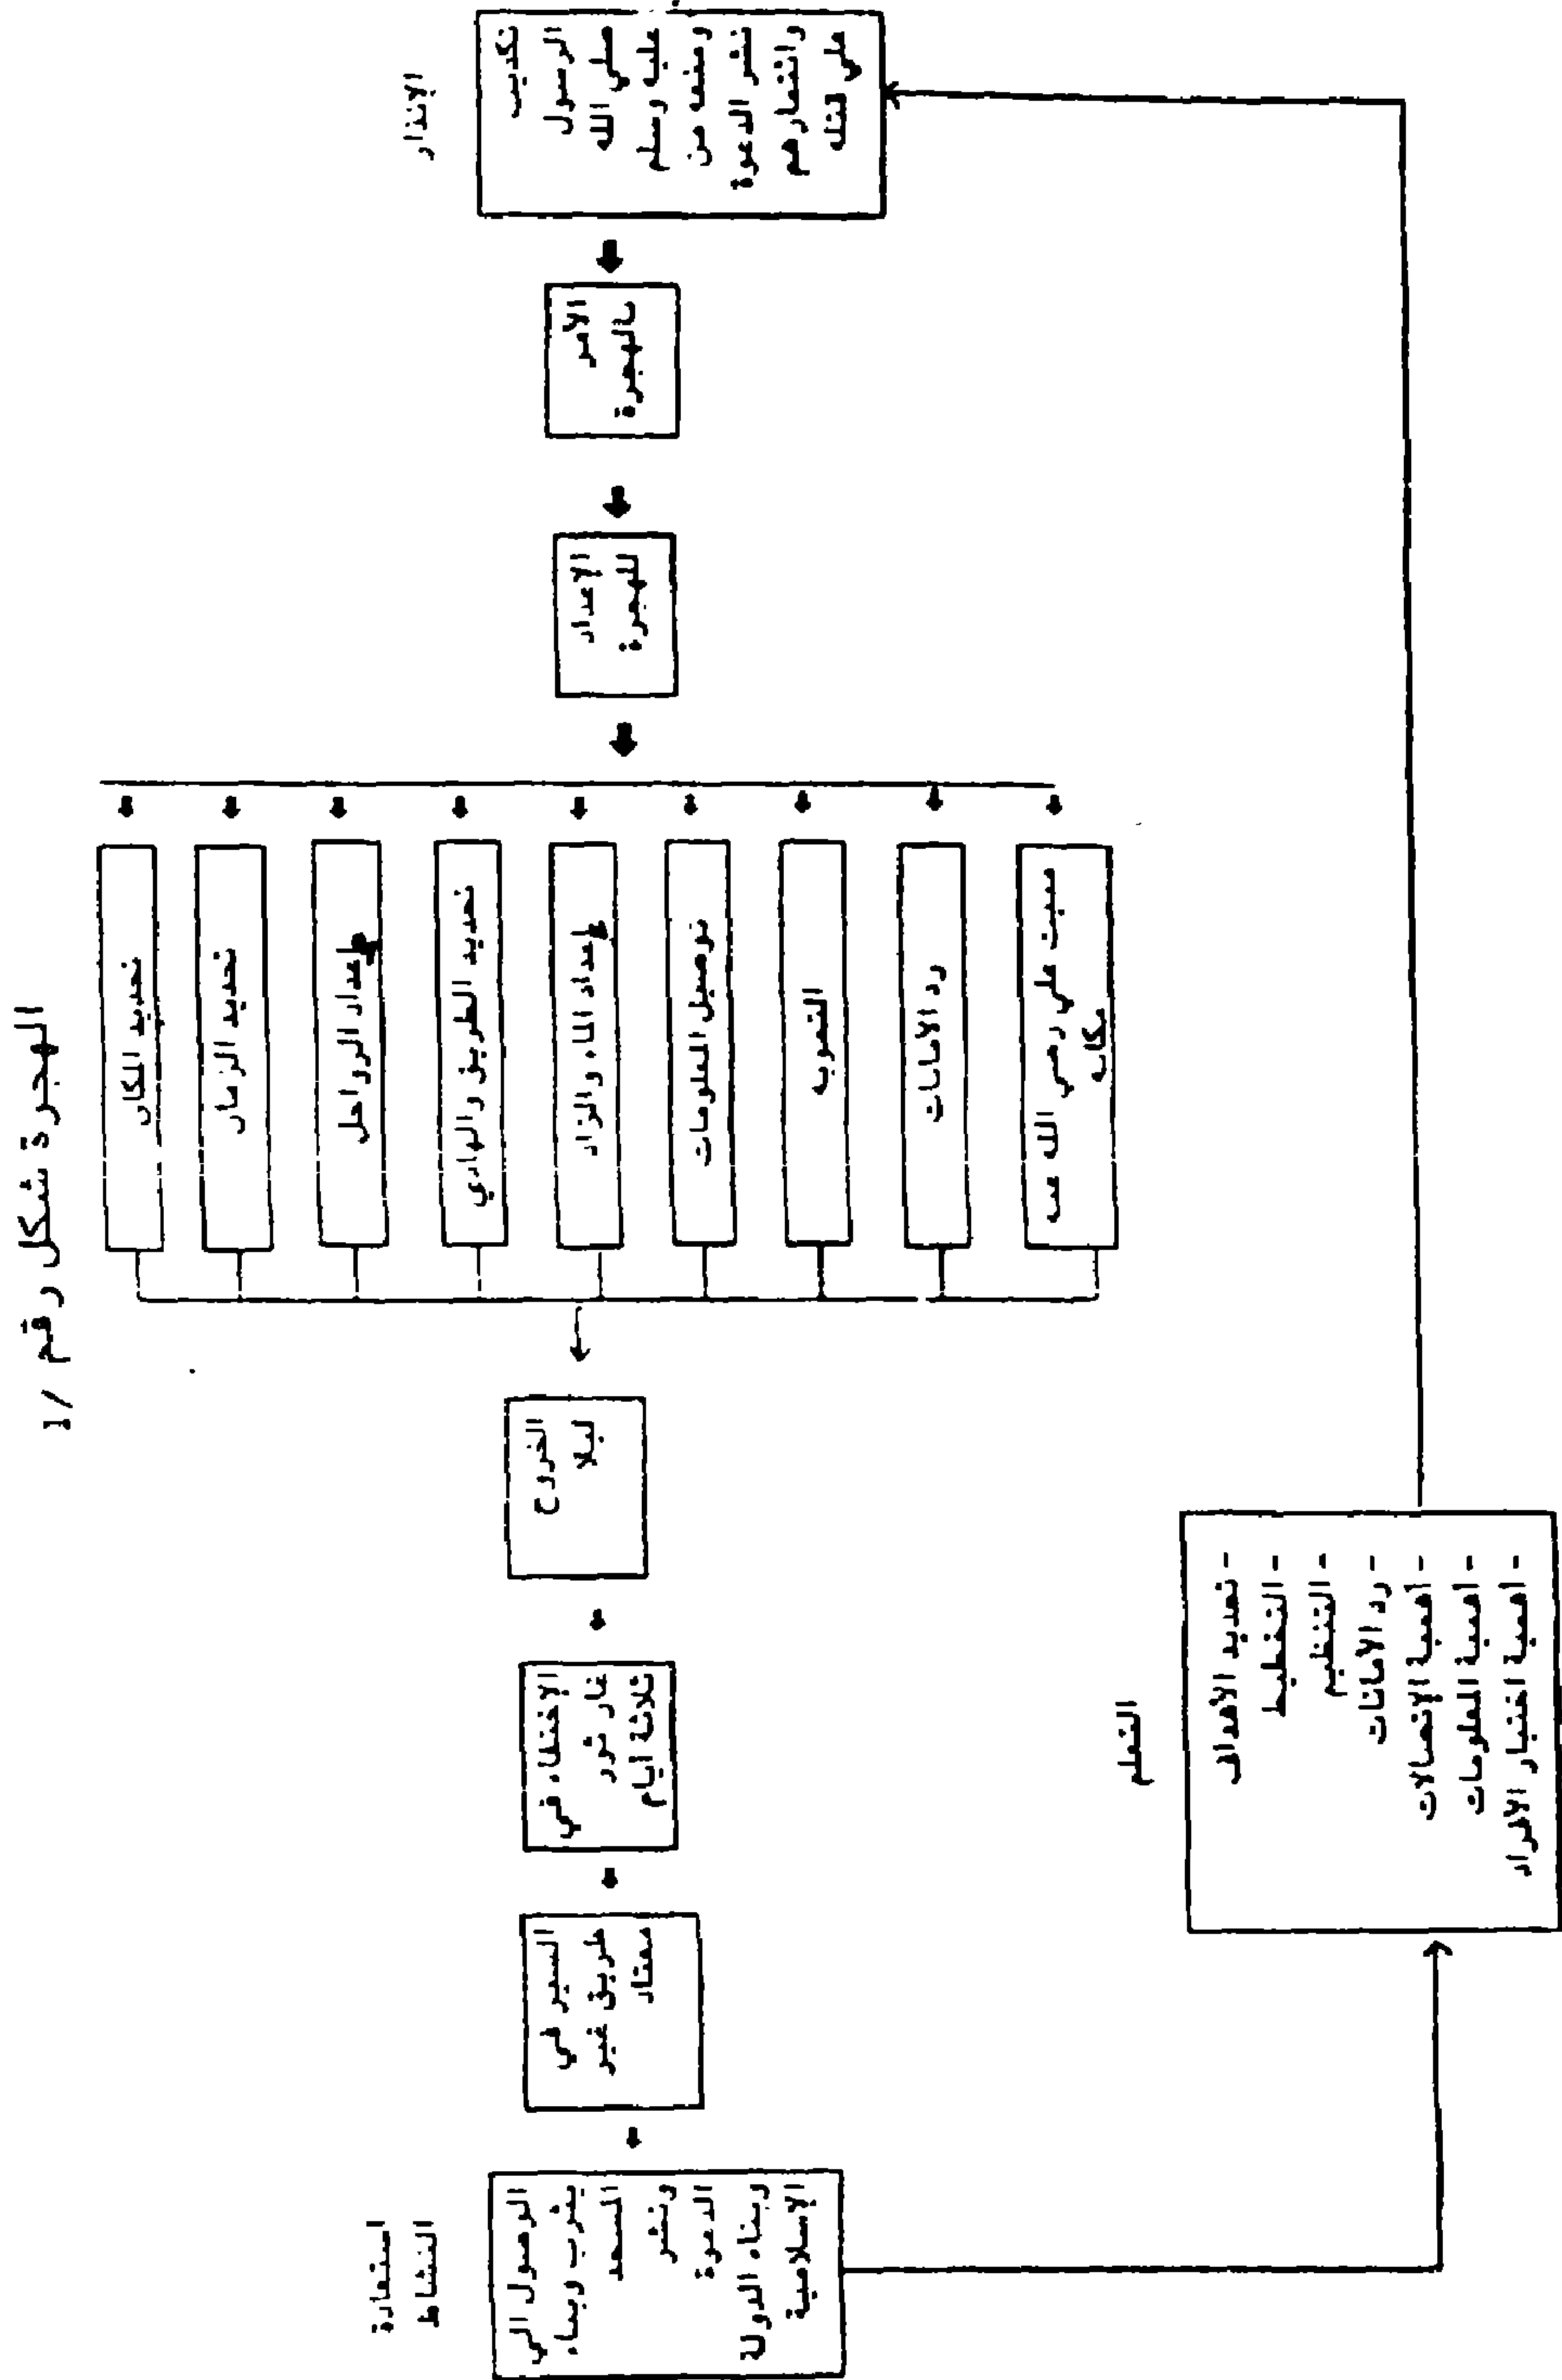 الهجرة شكل رقم /1
الإنذار
تكذيب
الرسول
صلى الله
عليه وسلم
ومنعه من
نشر الدعوة
على قتله
الأمر
بالهجرة
الإعداد
للهجرة
تحديد المكان
تحديد الزمان
إعداد الرواحل
تحديد الطريق والهادي
إعداد الماء والزاد
توصيل المعلومات
التمويه
رد الأمانات
مبيت علي رضي الله عنه
مكانه
الخروج
ليلا
الإختفاء في
غار ثور
ثلاثة أيام
السير في
طريق غير
معتاد
استعادة
النشاط
الوصول الى
يثرب وبناء
المسجد
ونشر
الدعوة
وبناء الدولة
الإسلامية
التعلم
- تحديد الأهداف
- التخطيط
- التنظيم
- رد الأمانات
- أهمية الإتصالات
- أهمية المعلومات
- أهمية اختيار الأفراد